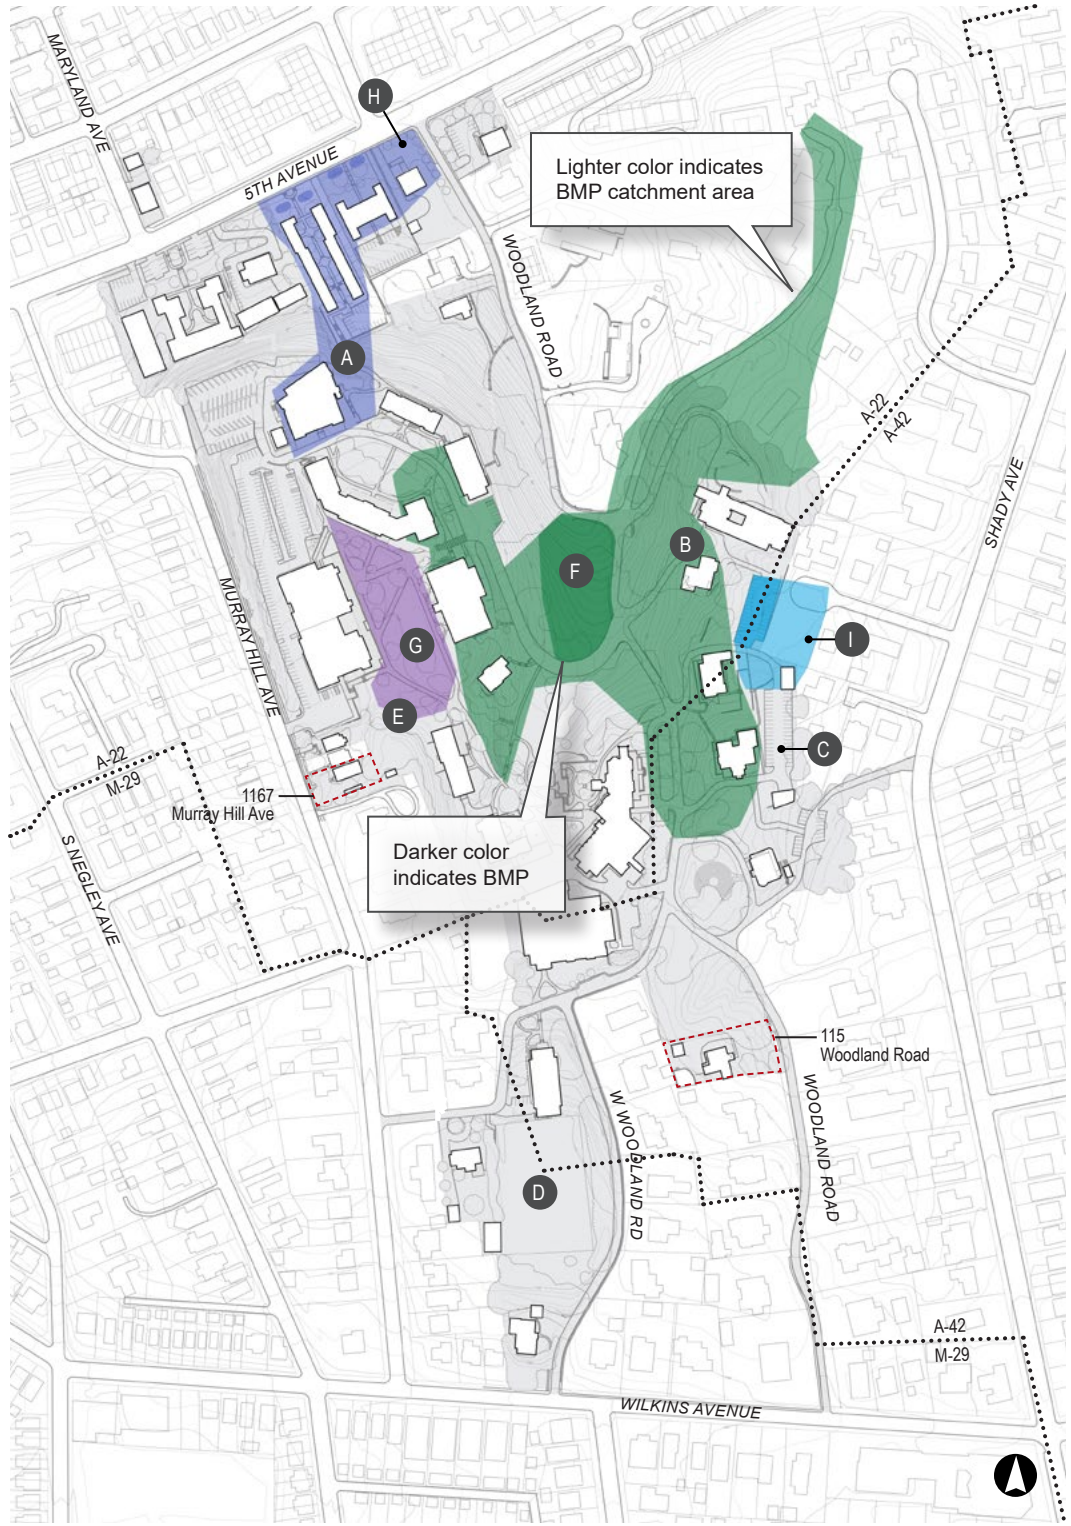 MARYLAND AVE
H
5TH AVENUE
Lighter color indicates
BMP catchment area
WOODLAND ROAD
A
A-22
A-42
SHADY AVE
B
F
I
G
E
MURRAY HILL AVE
C
A-22
M-29
1167
Murray Hill Ave
S NEGLEY AVE
Darker color
indicates BMP
115
Woodland Road
W WOODLAND RD
WOODLAND ROAD
D
A-42
M-29
WILKINS AVENUE